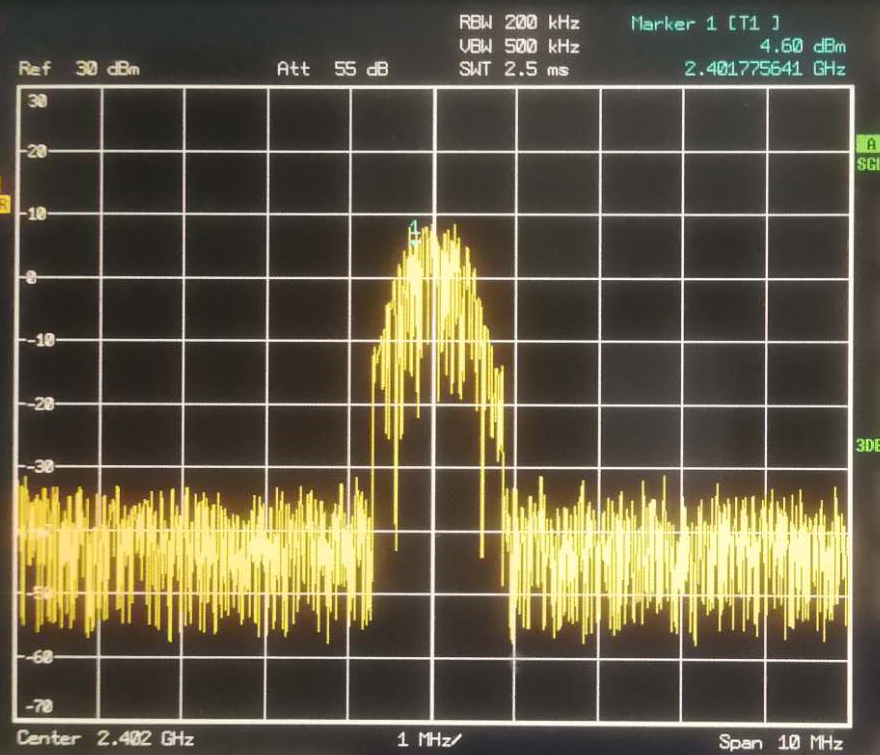 RBW 200 kHz Marker 1 [T1 ]
VBW 500 kHz 4.60 dBm
Ref 30 dBm Att 55 dB SWT 2.5 ms 2.401775641 GHz
30
A
20
SGL
R
10
1
0
-10
-20
3DB
-30
-40
-50
-60
-70
Center 2.402 GHz 1 MHz/ Span 10 MHz